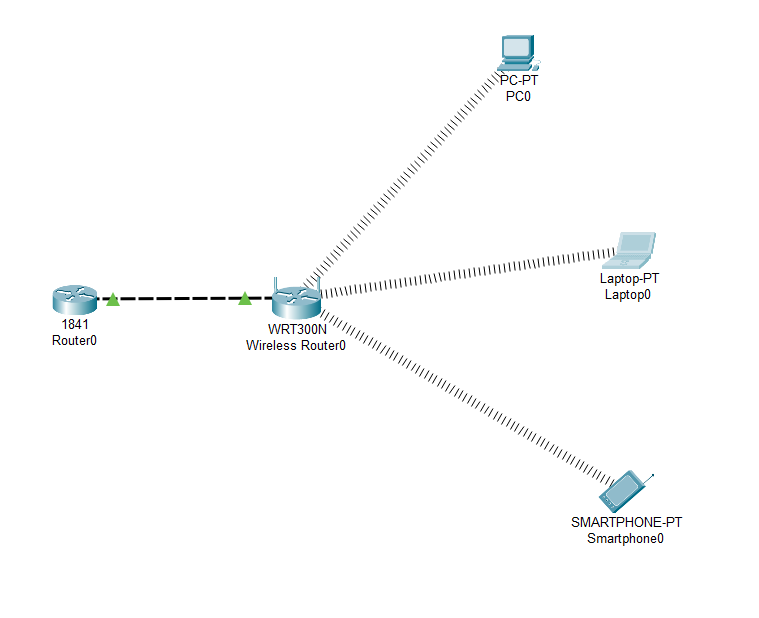 PC-PT
PC0
Laptop-PT
Laptop0
1841
Router0
WRT300N
Wireless Router0
SMARTPHONE-PT
Smartphone0